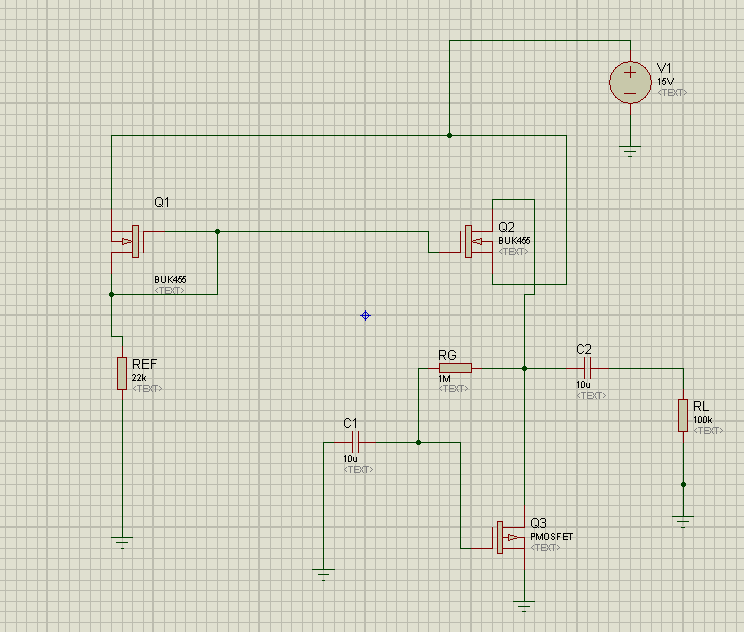 V1
15V
<TEXT>
Q1
BUK455
<TEXT>
Q2
BUK455
<TEXT>
REF
22k
<TEXT>
RG
1M
<TEXT>
C2
10u
<TEXT>
RL
100k
<TEXT>
C1
10u
<TEXT>
Q3
PMOSFET
<TEXT>